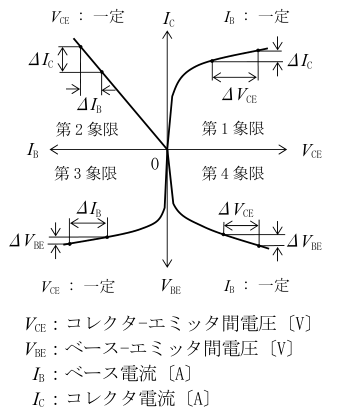 V_CE : 一定 I_C I_B : 一定
ΔI_C ΔI_C
ΔI_B ΔV_CE
第2象限 第1象限
I_B 0 V_CE
第3象限 第4象限
ΔI_B ΔV_CE
ΔV_BE ΔV_BE
V_CE : 一定 V_BE I_B : 一定
V_CE：コレクタ−エミッタ間電圧〔V〕
V_BE：ベース−エミッタ間電圧〔V〕
I_B：ベース電流〔A〕
I_C：コレクタ電流〔A〕